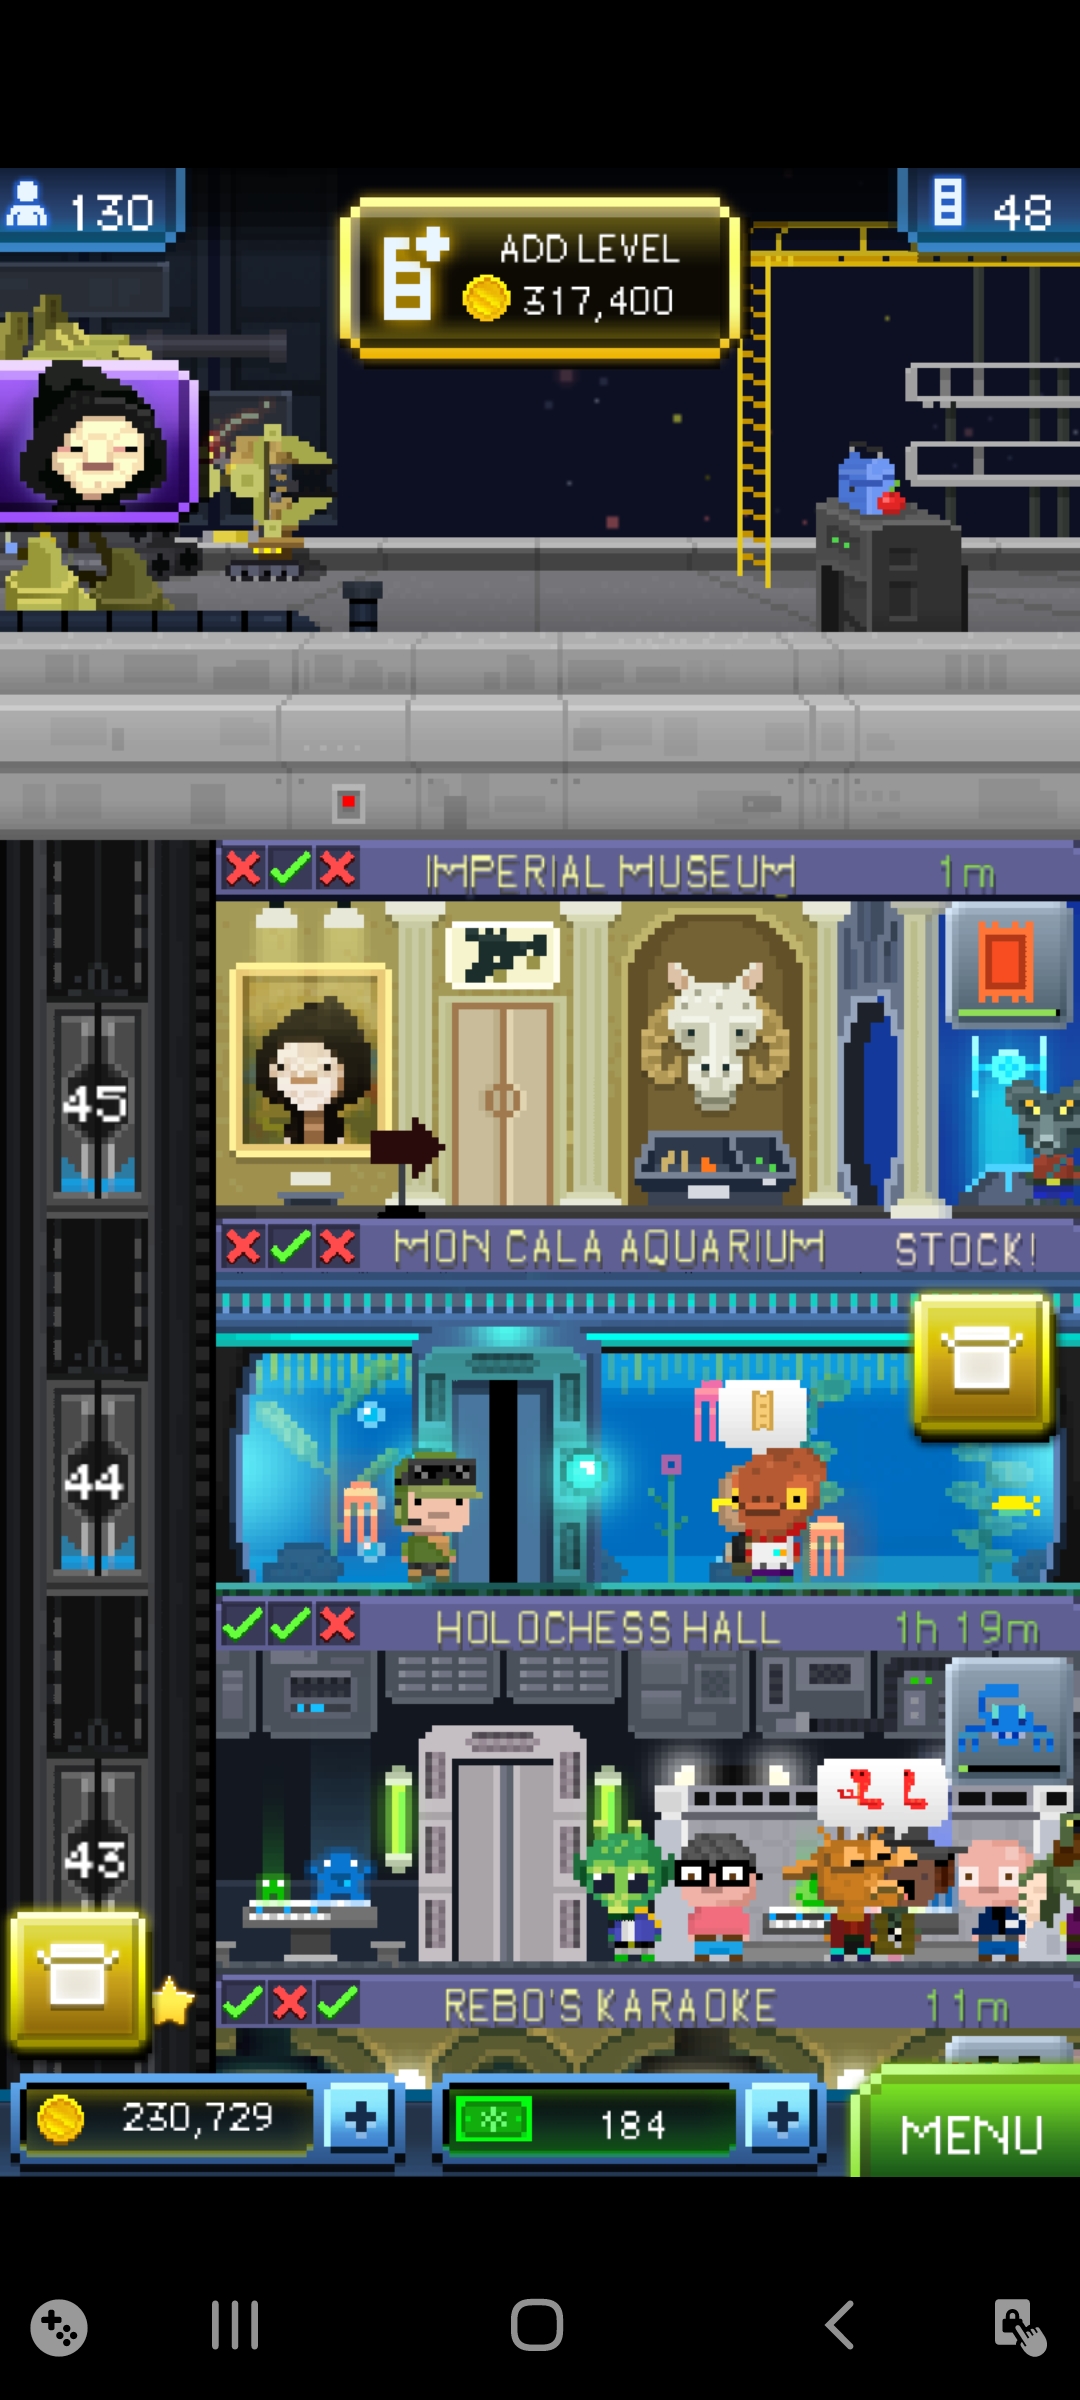 130
ADD LEVEL
317,400
48
IMPERIAL MUSEUM 1m
45
MON CALA AQUARIUM STOCK!
44
HOLOCHESS HALL 1h 19m
43
REBO'S KARAOKE 11m
230,729
184
MENU